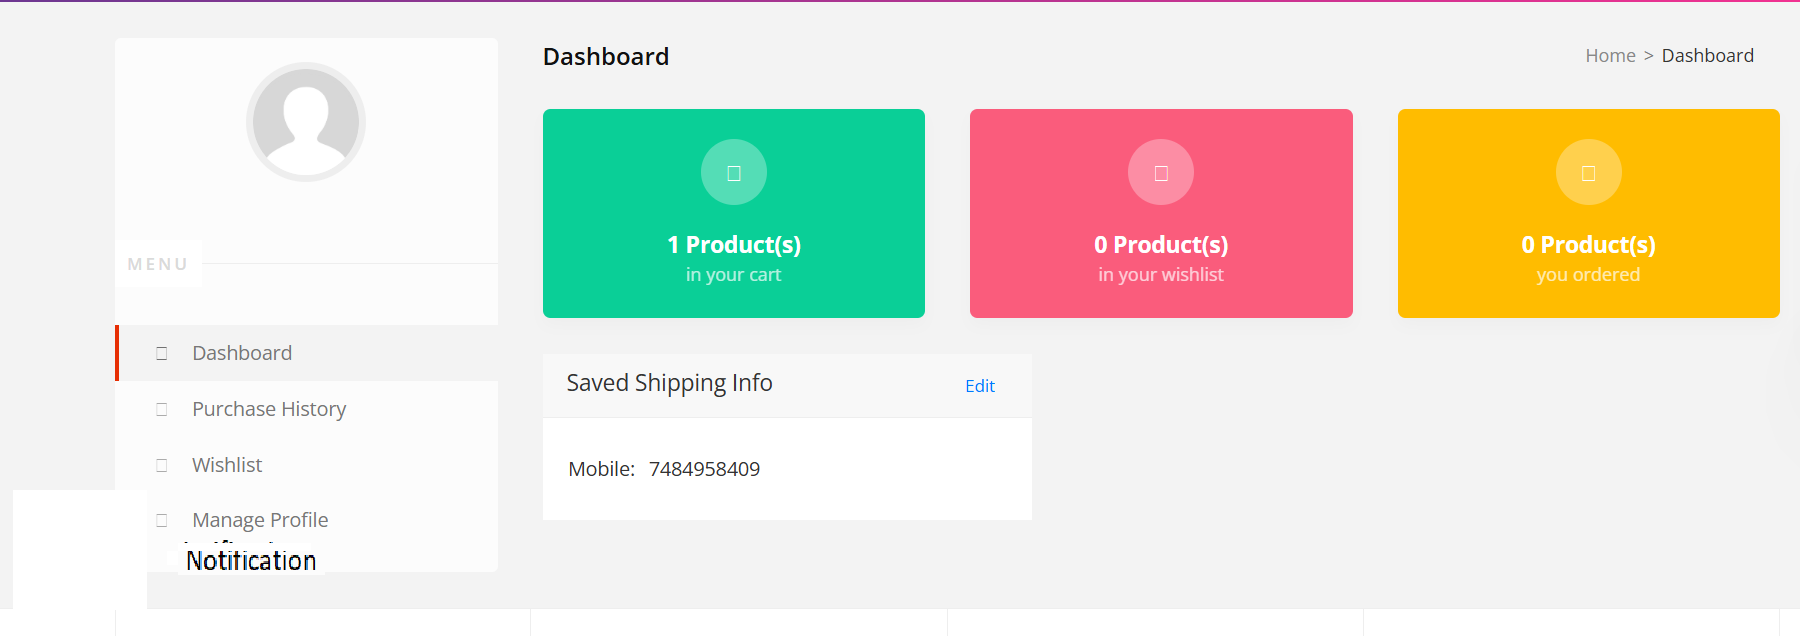 Dashboard
Home > Dashboard
1 Product(s)
in your cart
0 Product(s)
in your wishlist
0 Product(s)
you ordered
MENU
Dashboard
Purchase History
Wishlist
Manage Profile
Notification
Saved Shipping Info
Edit
Mobile: 7484958409